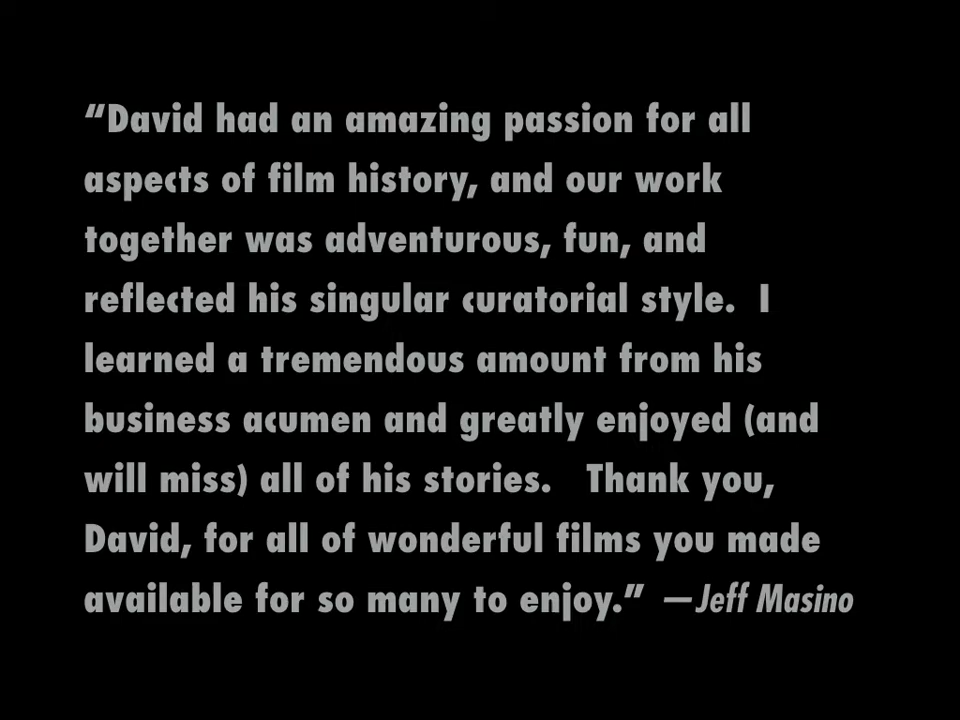 “David had an amazing passion for all
aspects of film history, and our work
together was adventurous, fun, and
reflected his singular curatorial style.  I
learned a tremendous amount from his
business acumen and greatly enjoyed (and
will miss) all of his stories.   Thank you,
David, for all of wonderful films you made
available for so many to enjoy.”  —Jeff Masino